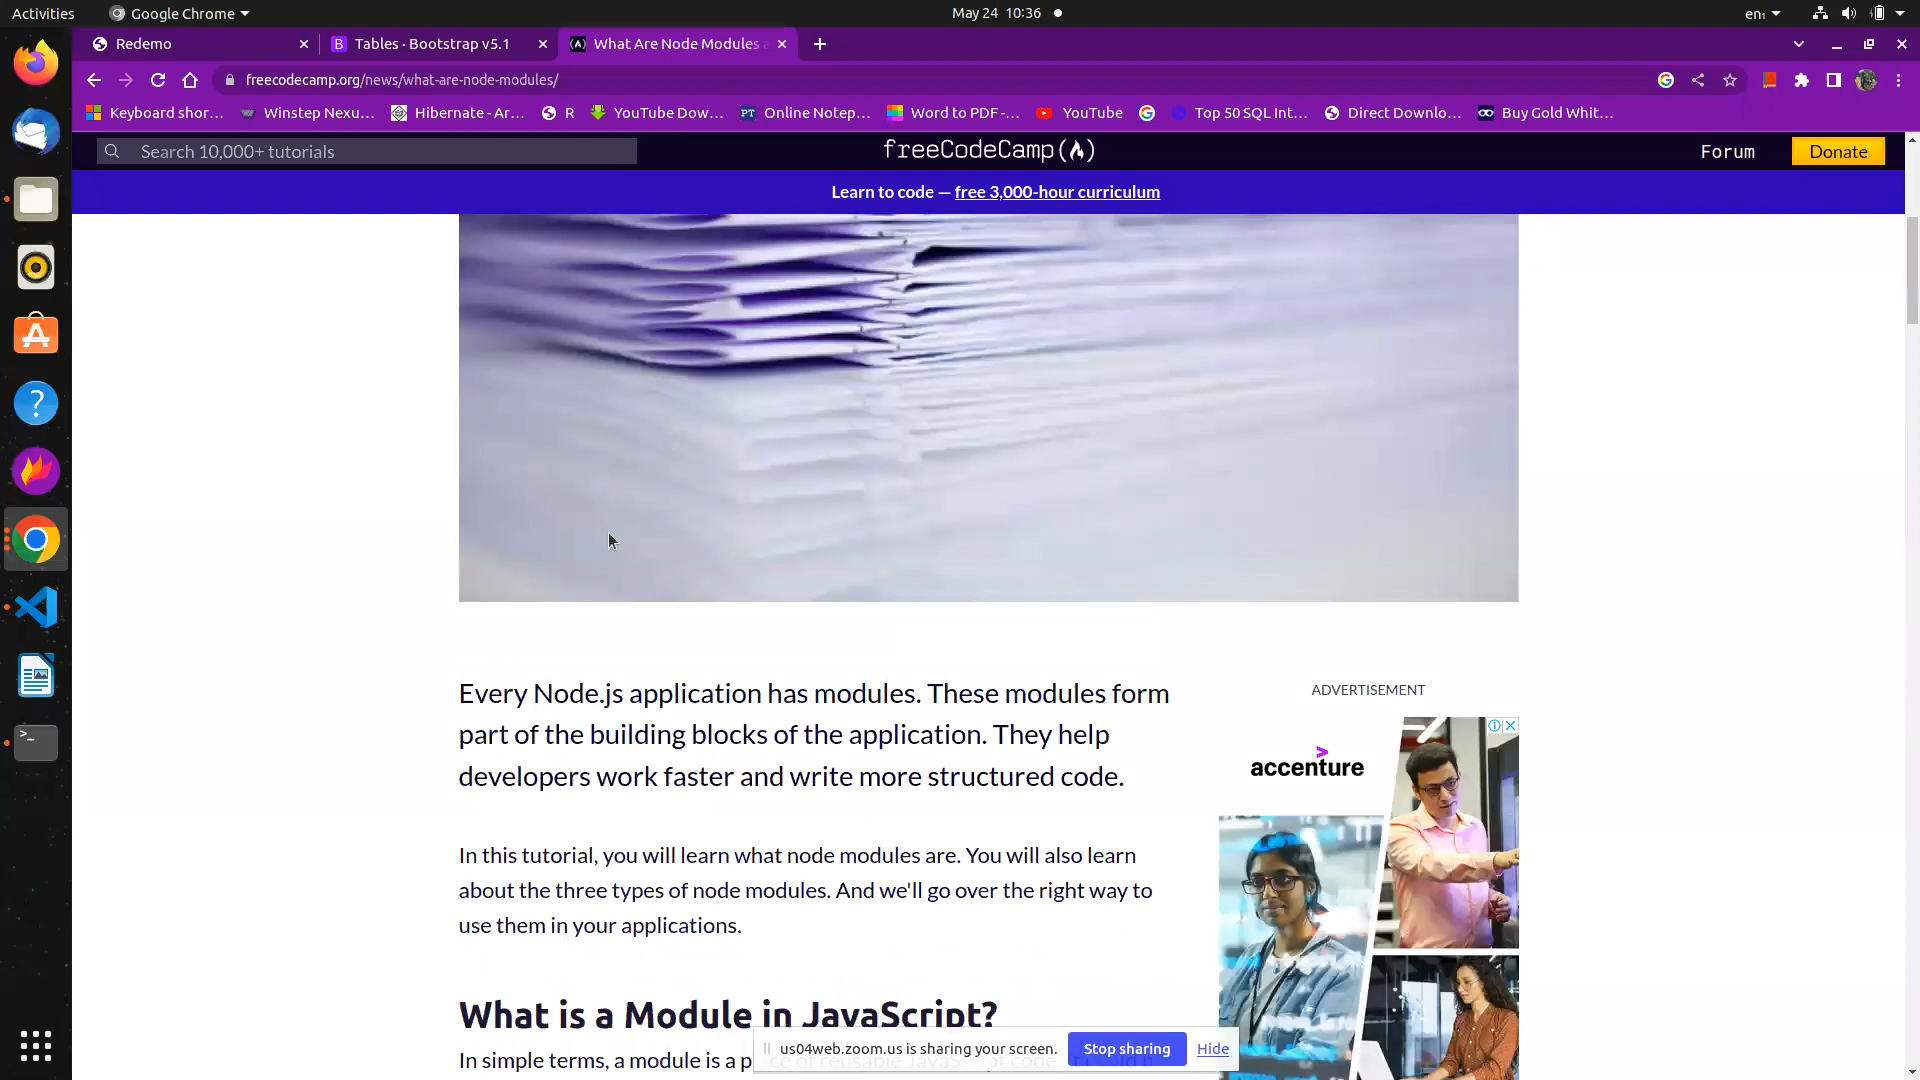 Activities
Google Chrome
May 24 10:36
en₁
Redemo
Tables · Bootstrap v5.1
What Are Node Modules
freecodecamp.org/news/what-are-node-modules/
Keyboard shor...
Winstep Nexu...
Hibernate - Ar...
R
YouTube Dow...
Online Notep...
Word to PDF -...
YouTube
Top 50 SQL Int...
Direct Downlo...
Buy Gold Whit...
Search 10,000+ tutorials
freeCodeCamp
Forum
Donate
Learn to code — free 3,000-hour curriculum
Every Node.js application has modules. These modules form
part of the building blocks of the application. They help
developers work faster and write more structured code.
ADVERTISEMENT
accenture
In this tutorial, you will learn what node modules are. You will also learn
about the three types of node modules. And we'll go over the right way to
use them in your applications.
What is a Module in JavaScript?
In simple terms, a module is a piece of reusable JavaScript code.
us04web.zoom.us is sharing your screen.
Stop sharing
Hide